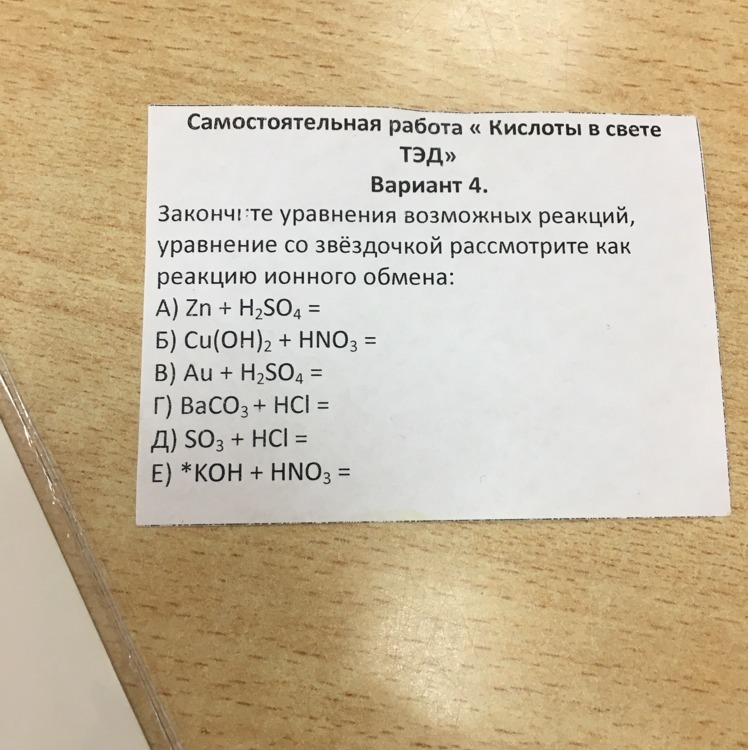 Самостоятельная работа « Кислоты в свете
ТЭД»
Вариант 4.
Закончите уравнения возможных реакций,
уравнение со звёздочкой рассмотрите как
реакцию ионного обмена:
А) Zn + H₂SO₄ =
Б) Cu(OH)₂ + HNO₃ =
В) Au + H₂SO₄ =
Г) BaCO₃ + HCl =
Д) SO₃ + HCl =
Е) *KOH + HNO₃ =